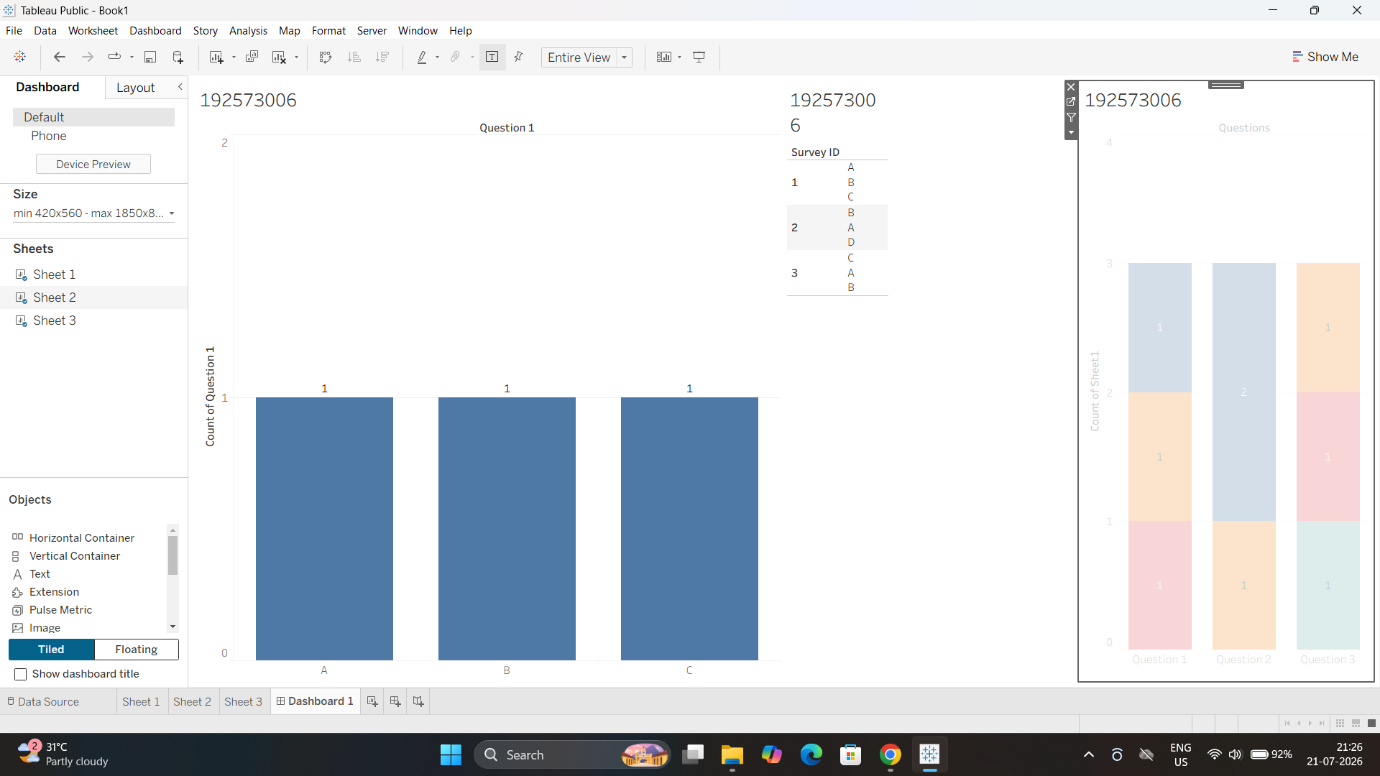 Tableau Public - Book1
File Data Worksheet Dashboard Story Analysis Map Format Server Window Help
Entire View
Show Me
Dashboard Layout
Default
Phone
Device Preview
Size
min 420x560 - max 1850x8...
Sheets
Sheet 1
Sheet 2
Sheet 3
Objects
Horizontal Container
Vertical Container
A Text
Extension
Pulse Metric
Image
Tiled Floating
Show dashboard title
192573006
Question 1
2
1
0
Count of Question 1
1 1 1
A B C
19257300
6
Survey ID
1 A
B
C
2 B
A
D
3 C
A
B
192573006
Questions
4
3
2
1
0
Count of Sheet1
1
1
1
2
1
1
1
1
Question 1 Question 2 Question 3
Data Source Sheet 1 Sheet 2 Sheet 3 Dashboard 1
2
31°C
Partly cloudy
Search
ENG
US
92%
21:26
21-07-2026